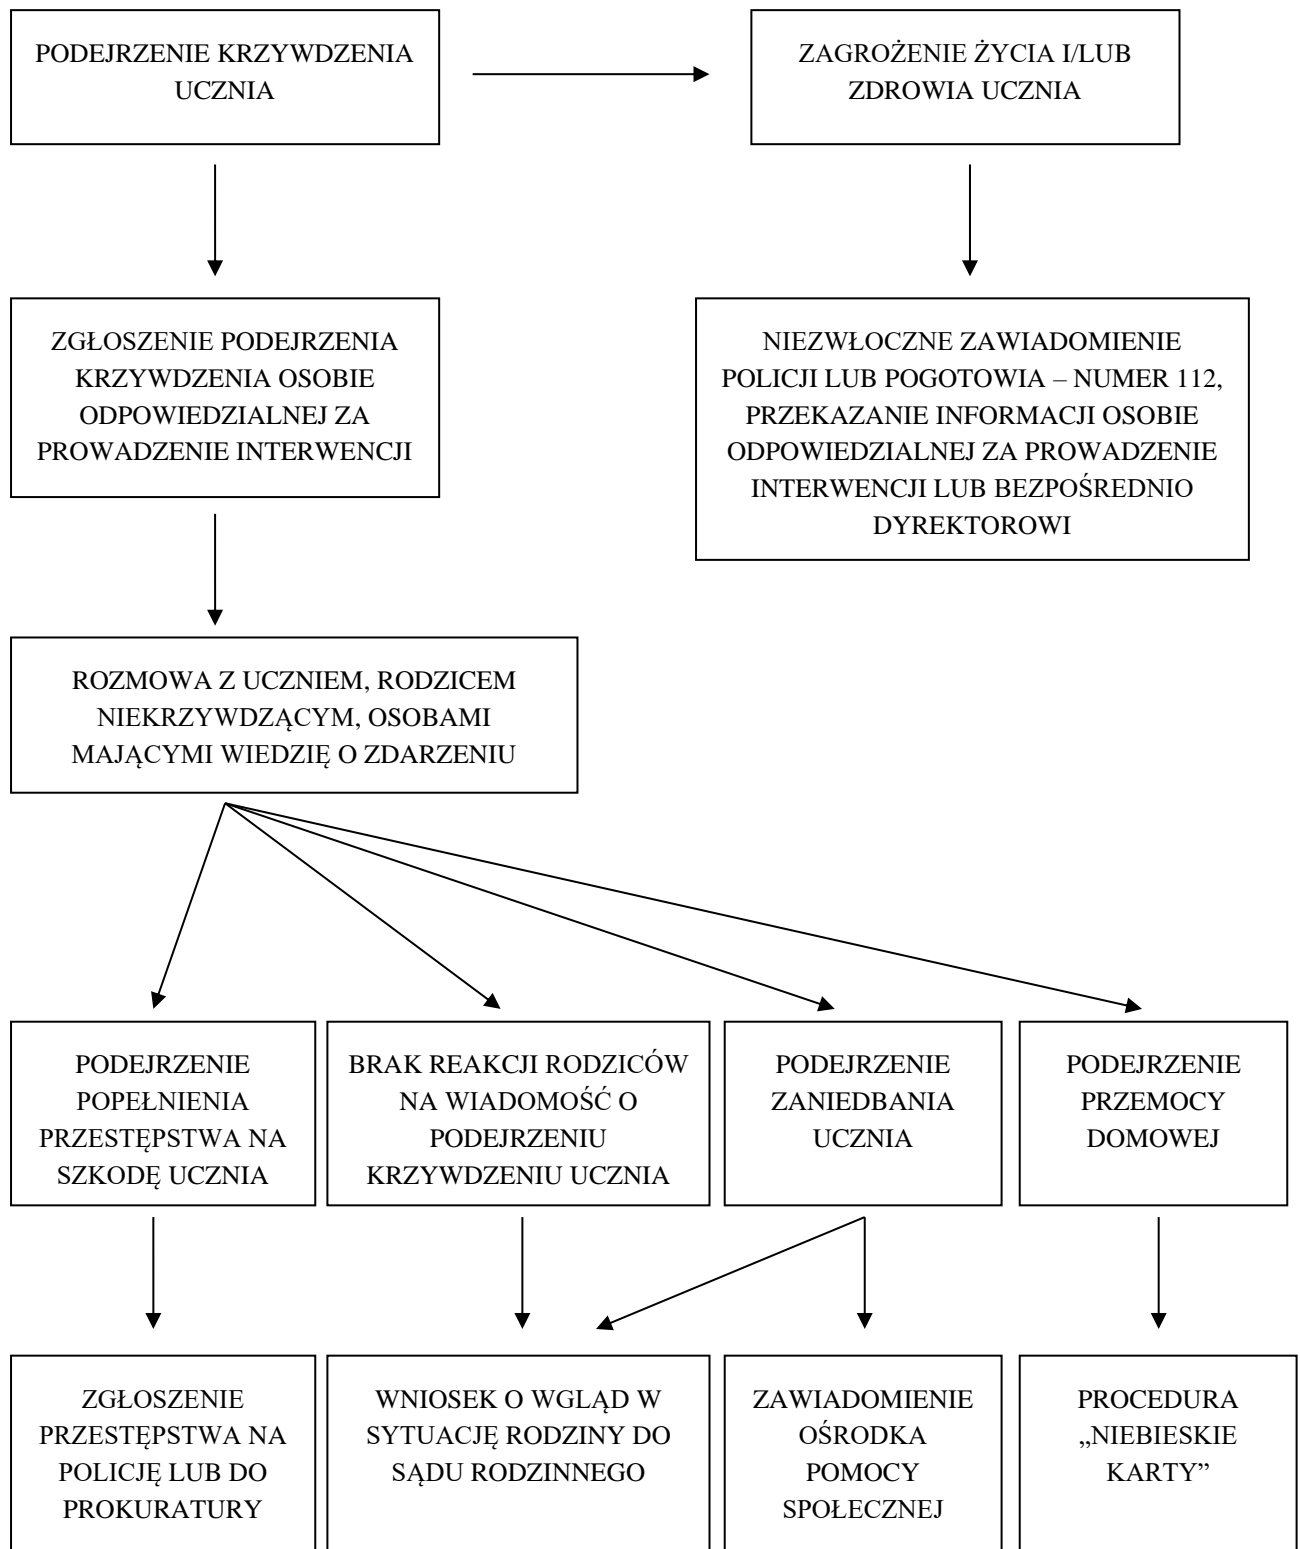 PODEJRZENIE KRZYWDZENIA
UCZNIA
ZAGROŻENIE ŻYCIA I/LUB
ZDROWIA UCZNIA
ZGŁOSZENIE PODEJRZENIA
KRZYWDZENIA OSOBIE
ODPOWIEDZIALNEJ ZA
PROWADZENIE INTERWENCJI
NIEZWŁOCZNE ZAWIADOMIENIE
POLICJI LUB POGOTOWIA – NUMER 112,
PRZEKAZANIE INFORMACJI OSOBIE
ODPOWIEDZIALNEJ ZA PROWADZENIE
INTERWENCJI LUB BEZPOŚREDNIO
DYREKTOROWI
ROZMOWA Z UCZNIEM, RODZICEM
NIEKRZYWDZĄCYM, OSOBAMI
MAJĄCYMI WIEDZIĘ O ZDARZENIU
PODEJRZENIE
POPEŁNIENIA
PRZESTĘPSTWA NA
SZKODĘ UCZNIA
BRAK REAKCJI RODZICÓW
NA WIADOMOŚĆ O
PODEJRZENIU
KRZYWDZENIU UCZNIA
PODEJRZENIE
ZANIEDBANIA
UCZNIA
PODEJRZENIE
PRZEMOCY
DOMOWEJ
ZGŁOSZENIE
PRZESTĘPSTWA NA
POLICJĘ LUB DO
PROKURATURY
WNIOSEK O WGLĄD W
SYTUACJĘ RODZINY DO
SĄDU RODZINNEGO
ZAWIADOMIENIE
OŚRODKA
POMOCY
SPOŁECZNEJ
PROCEDURA
„NIEBIESKIE
KARTY”